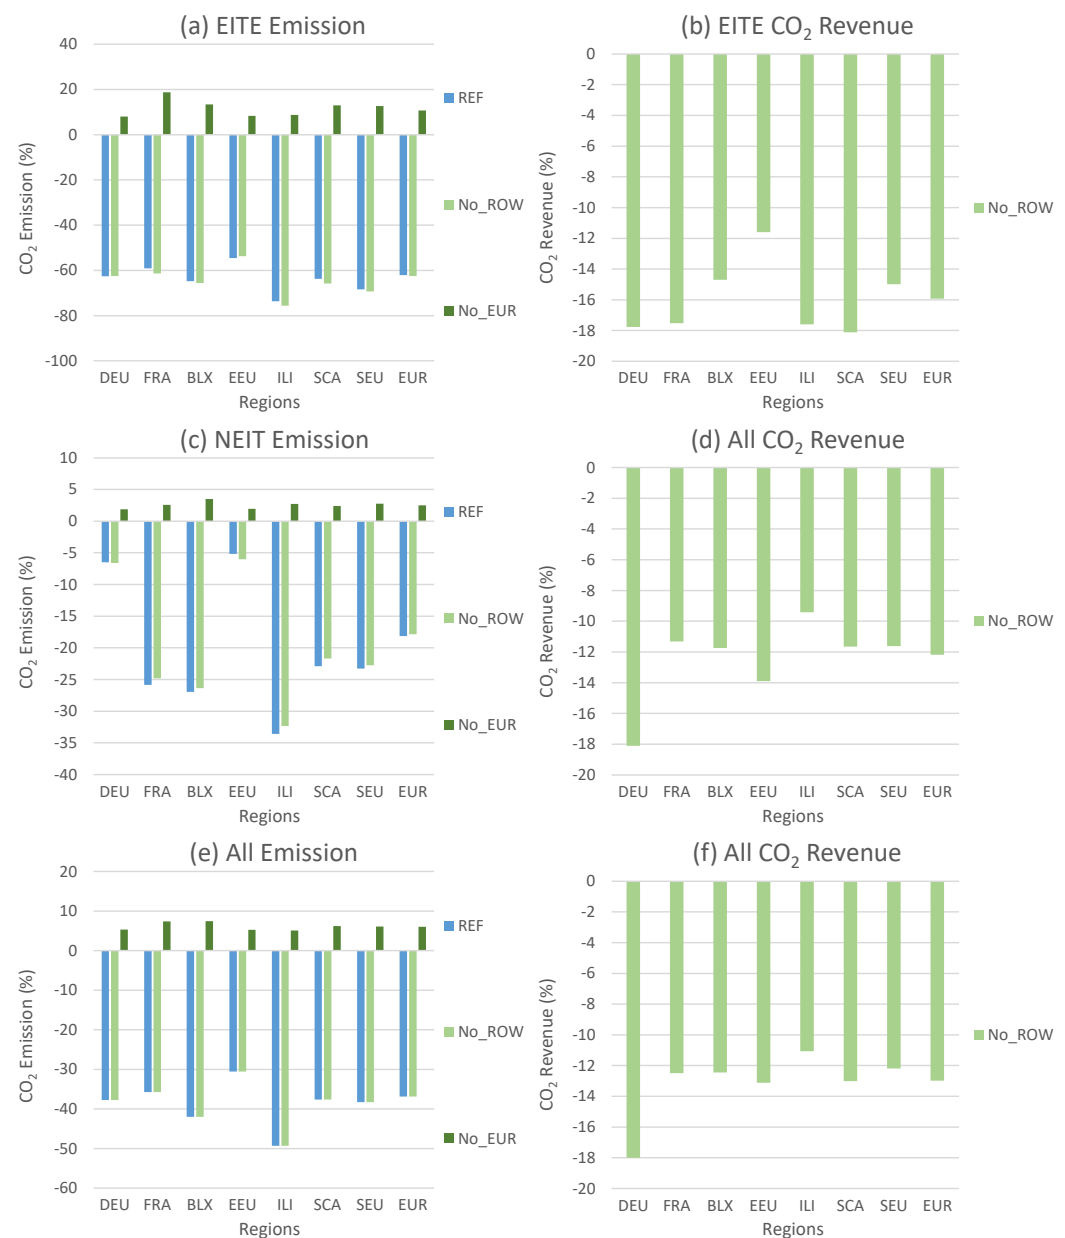 (a) EITE Emission
40
20
0
-20
-40
-60
-80
-100
CO₂ Emission (%)
DEU FRA BLX EEU ILI SCA SEU EUR
Regions
REF
No_ROW
No_EUR
(b) EITE CO₂ Revenue
0
-2
-4
-6
-8
-10
-12
-14
-16
-18
-20
CO₂ Revenue (%)
DEU FRA BLX EEU ILI SCA SEU EUR
Regions
No_ROW
(c) NEIT Emission
10
5
0
-5
-10
-15
-20
-25
-30
-35
-40
CO₂ Emission (%)
DEU FRA BLX EEU ILI SCA SEU EUR
Regions
REF
No_ROW
No_EUR
(d) All CO₂ Revenue
0
-2
-4
-6
-8
-10
-12
-14
-16
-18
-20
CO₂ Revenue (%)
DEU FRA BLX EEU ILI SCA SEU EUR
Regions
No_ROW
(e) All Emission
20
10
0
-10
-20
-30
-40
-50
-60
CO₂ Emission (%)
DEU FRA BLX EEU ILI SCA SEU EUR
Regions
REF
No_ROW
No_EUR
(f) All CO₂ Revenue
0
-2
-4
-6
-8
-10
-12
-14
-16
-18
-20
CO₂ Revenue (%)
DEU FRA BLX EEU ILI SCA SEU EUR
Regions
No_ROW